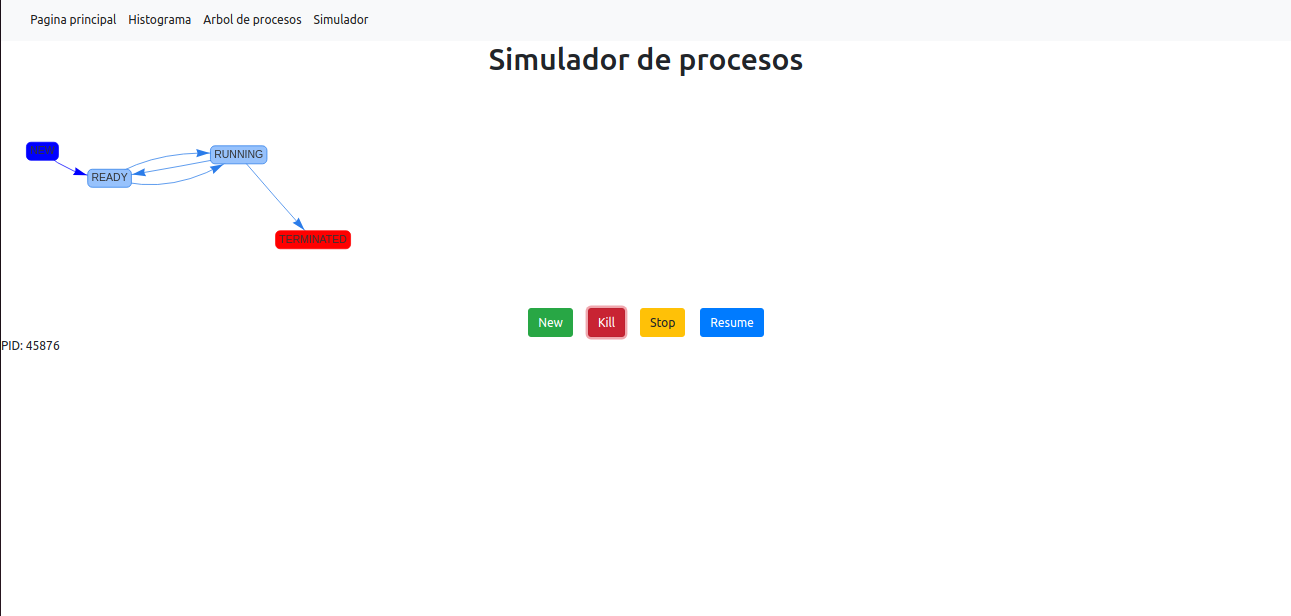 Pagina principal Histograma Arbol de procesos Simulador
Simulador de procesos
NEW
READY
RUNNING
TERMINATED
New Kill Stop Resume
PID: 45876